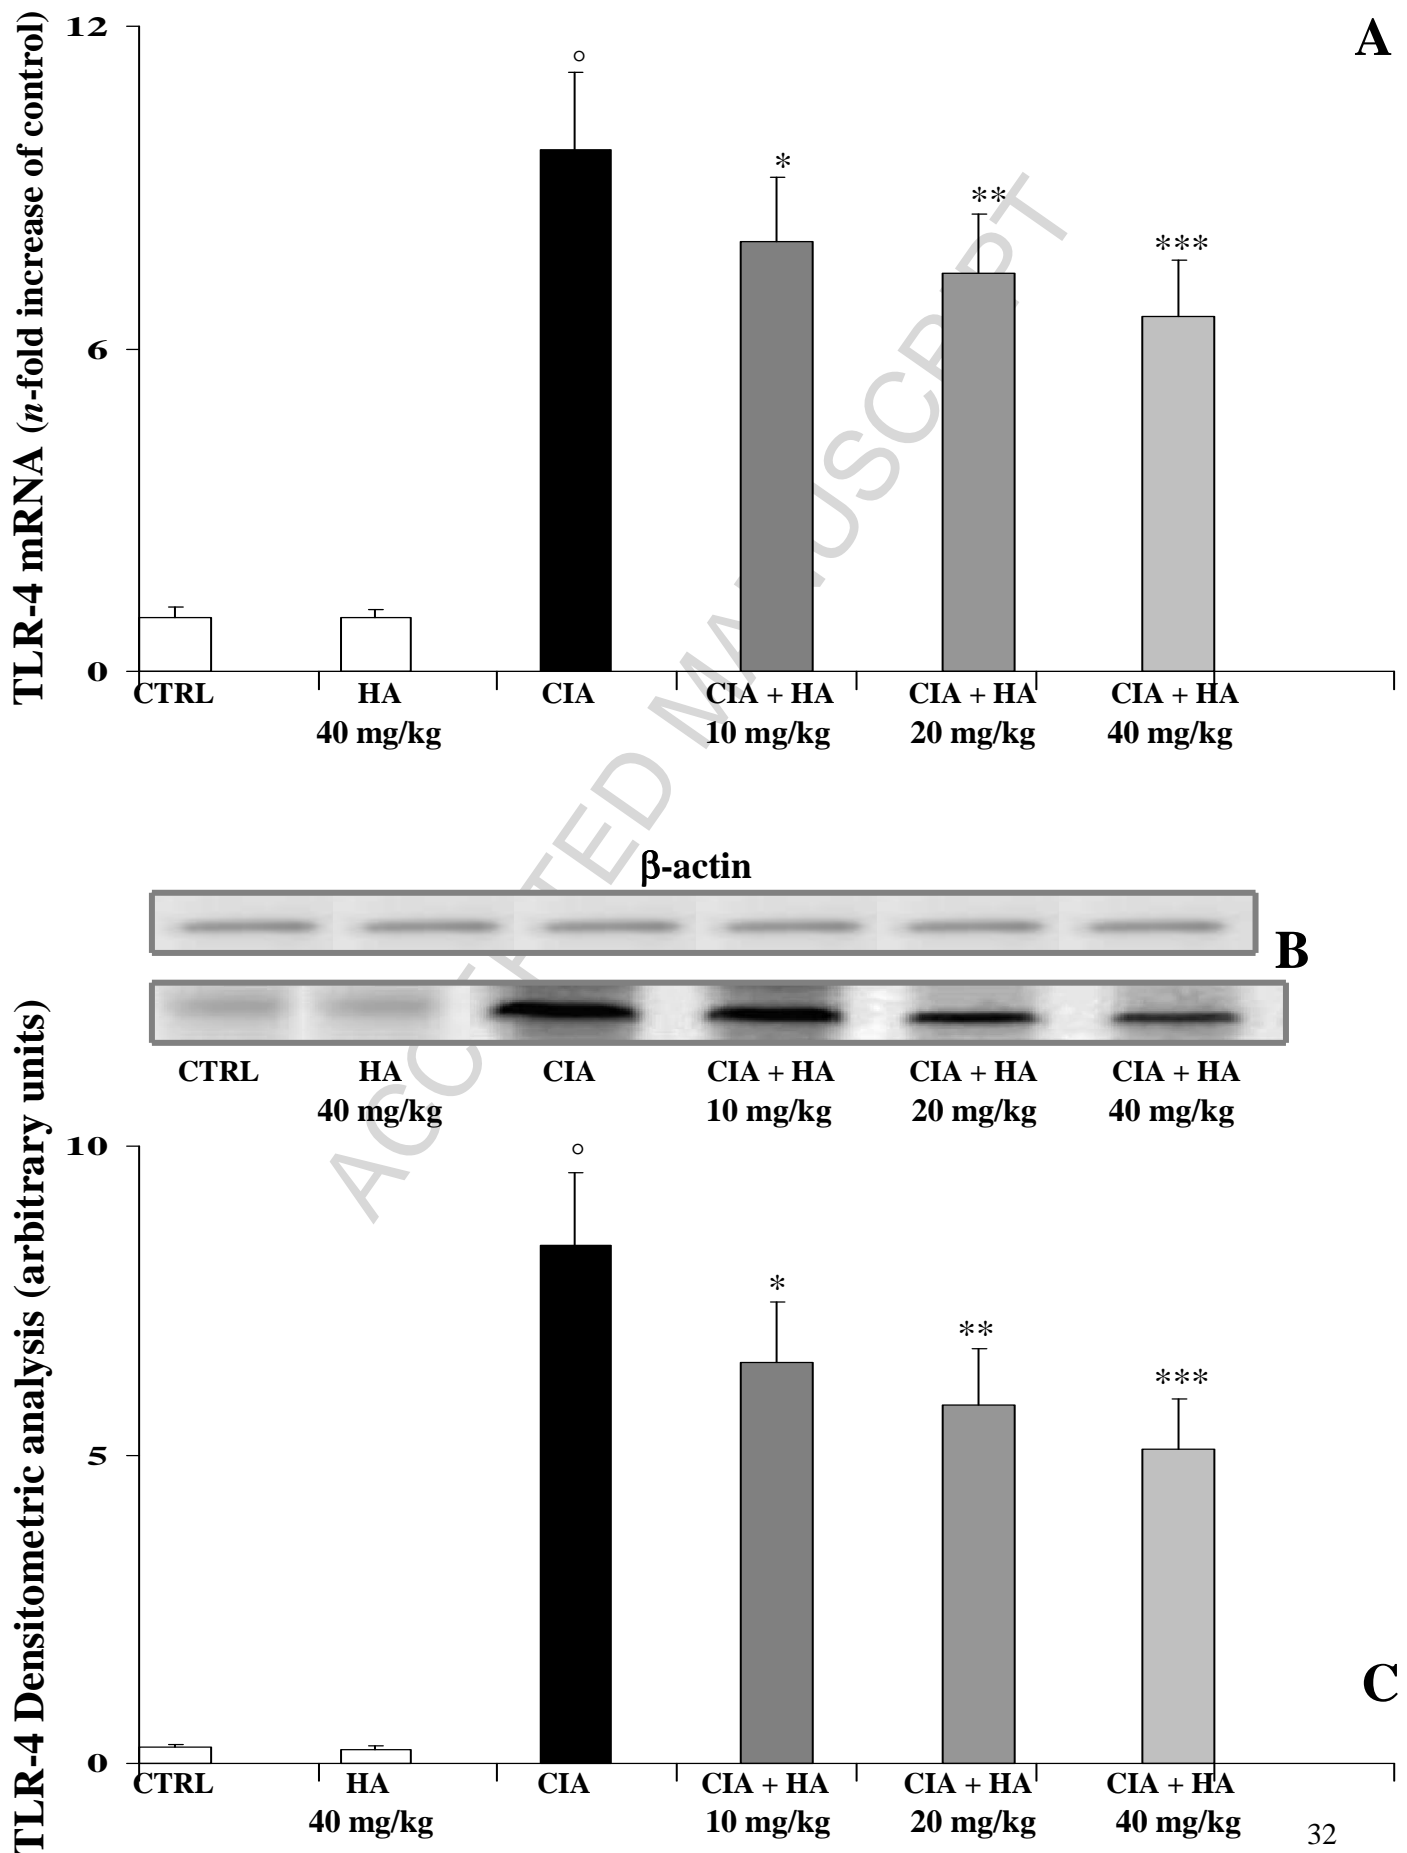 A
TLR-4 mRNA (n-fold increase of control)
12
6
0
°
*
**
***
CTRL
HA
40 mg/kg
CIA
CIA + HA
10 mg/kg
CIA + HA
20 mg/kg
CIA + HA
40 mg/kg
ACCEPTED MANUSCRIPT
β-actin
B
CTRL
HA
40 mg/kg
CIA
CIA + HA
10 mg/kg
CIA + HA
20 mg/kg
CIA + HA
40 mg/kg
TLR-4 Densitometric analysis (arbitrary units)
10
5
0
°
*
**
***
C
CTRL
HA
40 mg/kg
CIA
CIA + HA
10 mg/kg
CIA + HA
20 mg/kg
CIA + HA
40 mg/kg
32